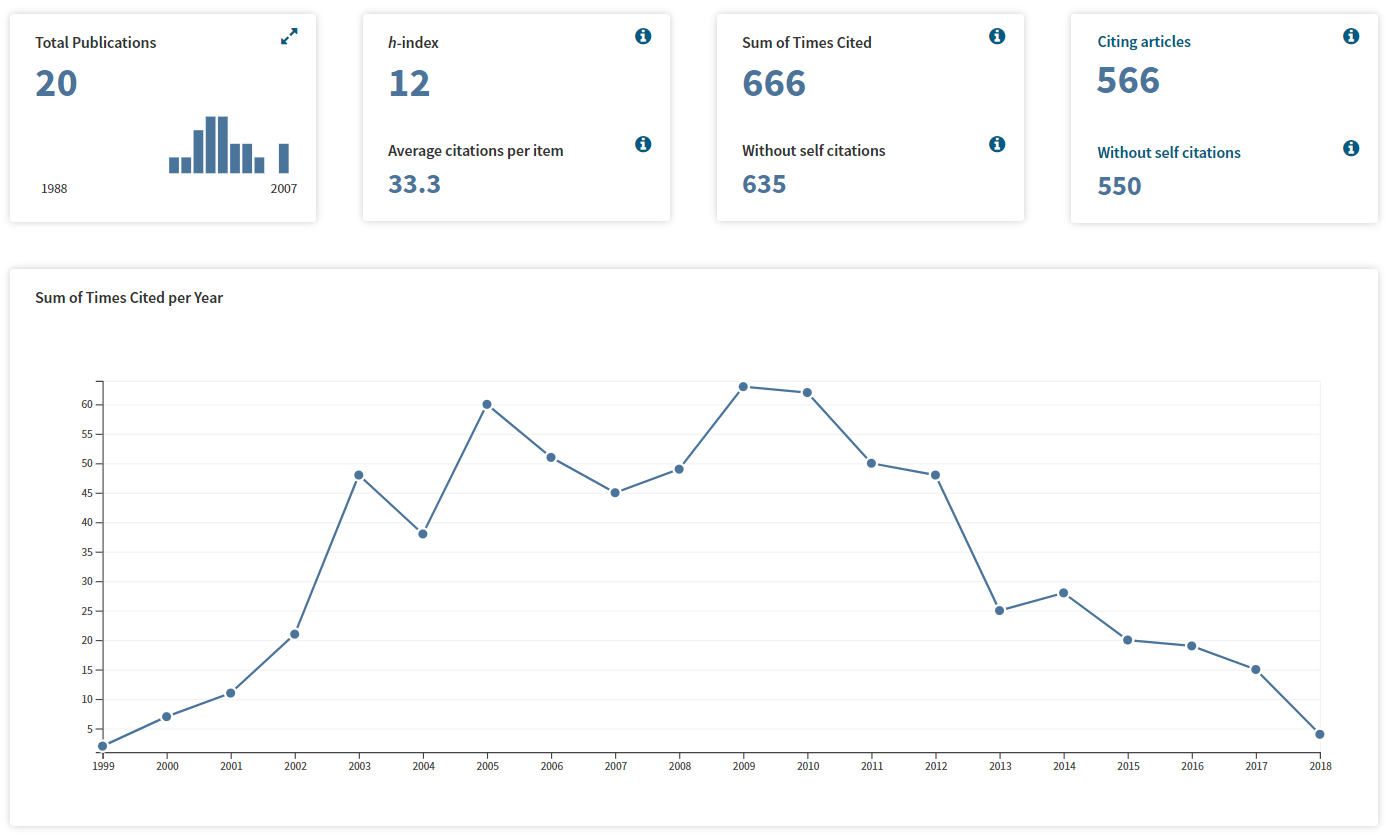 Total Publications
20
1988 2007
h-index
12
Average citations per item
33.3
Sum of Times Cited
666
Without self citations
635
Citing articles
566
Without self citations
550
Sum of Times Cited per Year
60
55
50
45
40
35
30
25
20
15
10
5
1999 2000 2001 2002 2003 2004 2005 2006 2007 2008 2009 2010 2011 2012 2013 2014 2015 2016 2017 2018